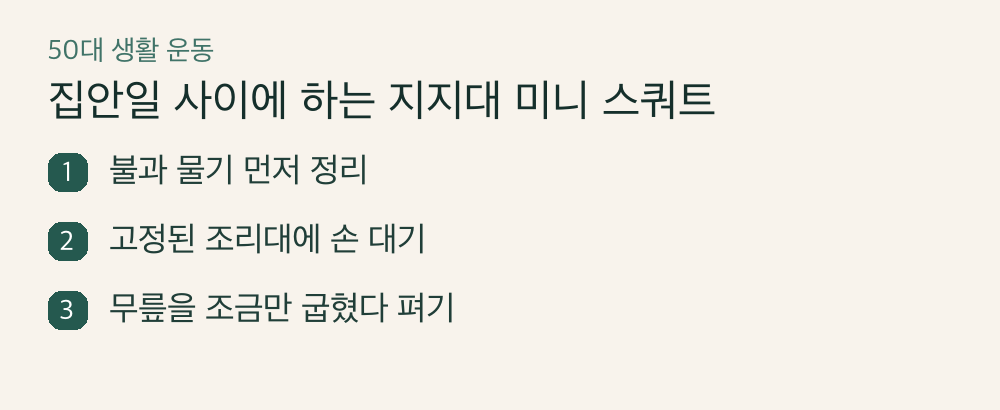 50대 생활 운동
집안일 사이에 하는 지지대 미니 스쿼트
1 불과 물기 먼저 정리
2 고정된 조리대에 손 대기
3 무릎을 조금만 굽혔다 펴기